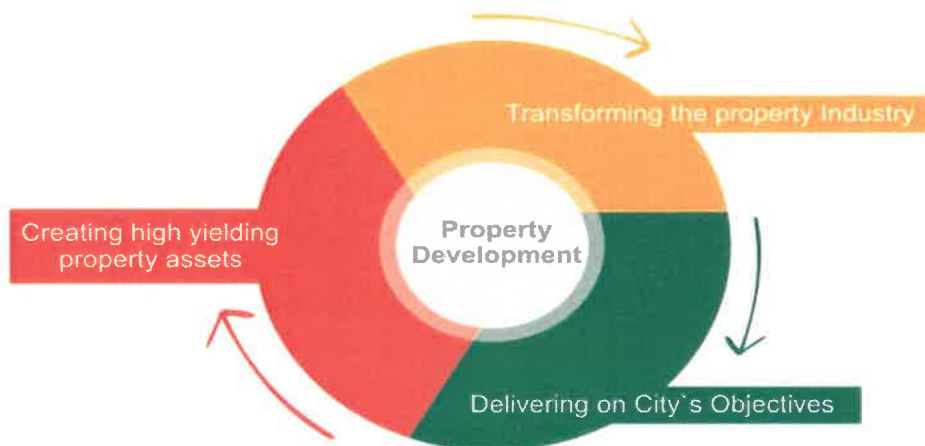 Transforming the property Industry
Creating high yielding
property assets
Property
Development
Delivering on City`s Objectives